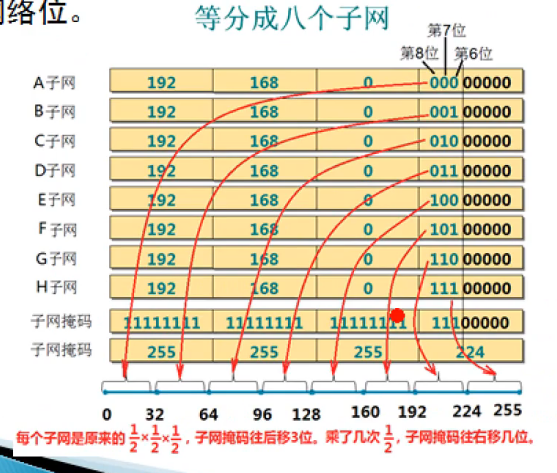 网络位。
等分成八个子网
第7位
第8位 第6位
A子网 192 168 0 000 00000
B子网 192 168 0 001 00000
C子网 192 168 0 010 00000
D子网 192 168 0 011 00000
E子网 192 168 0 100 00000
F子网 192 168 0 101 00000
G子网 192 168 0 110 00000
H子网 192 168 0 111 00000
子网掩码 11111111 11111111 11111111 11100000
子网掩码 255 255 255 224
0 32 64 96 128 160 192 224 255
每个子网是原来的 1/2×1/2×1/2，子网掩码往后移3位。乘了几次 1/2，子网掩码往右移几位。